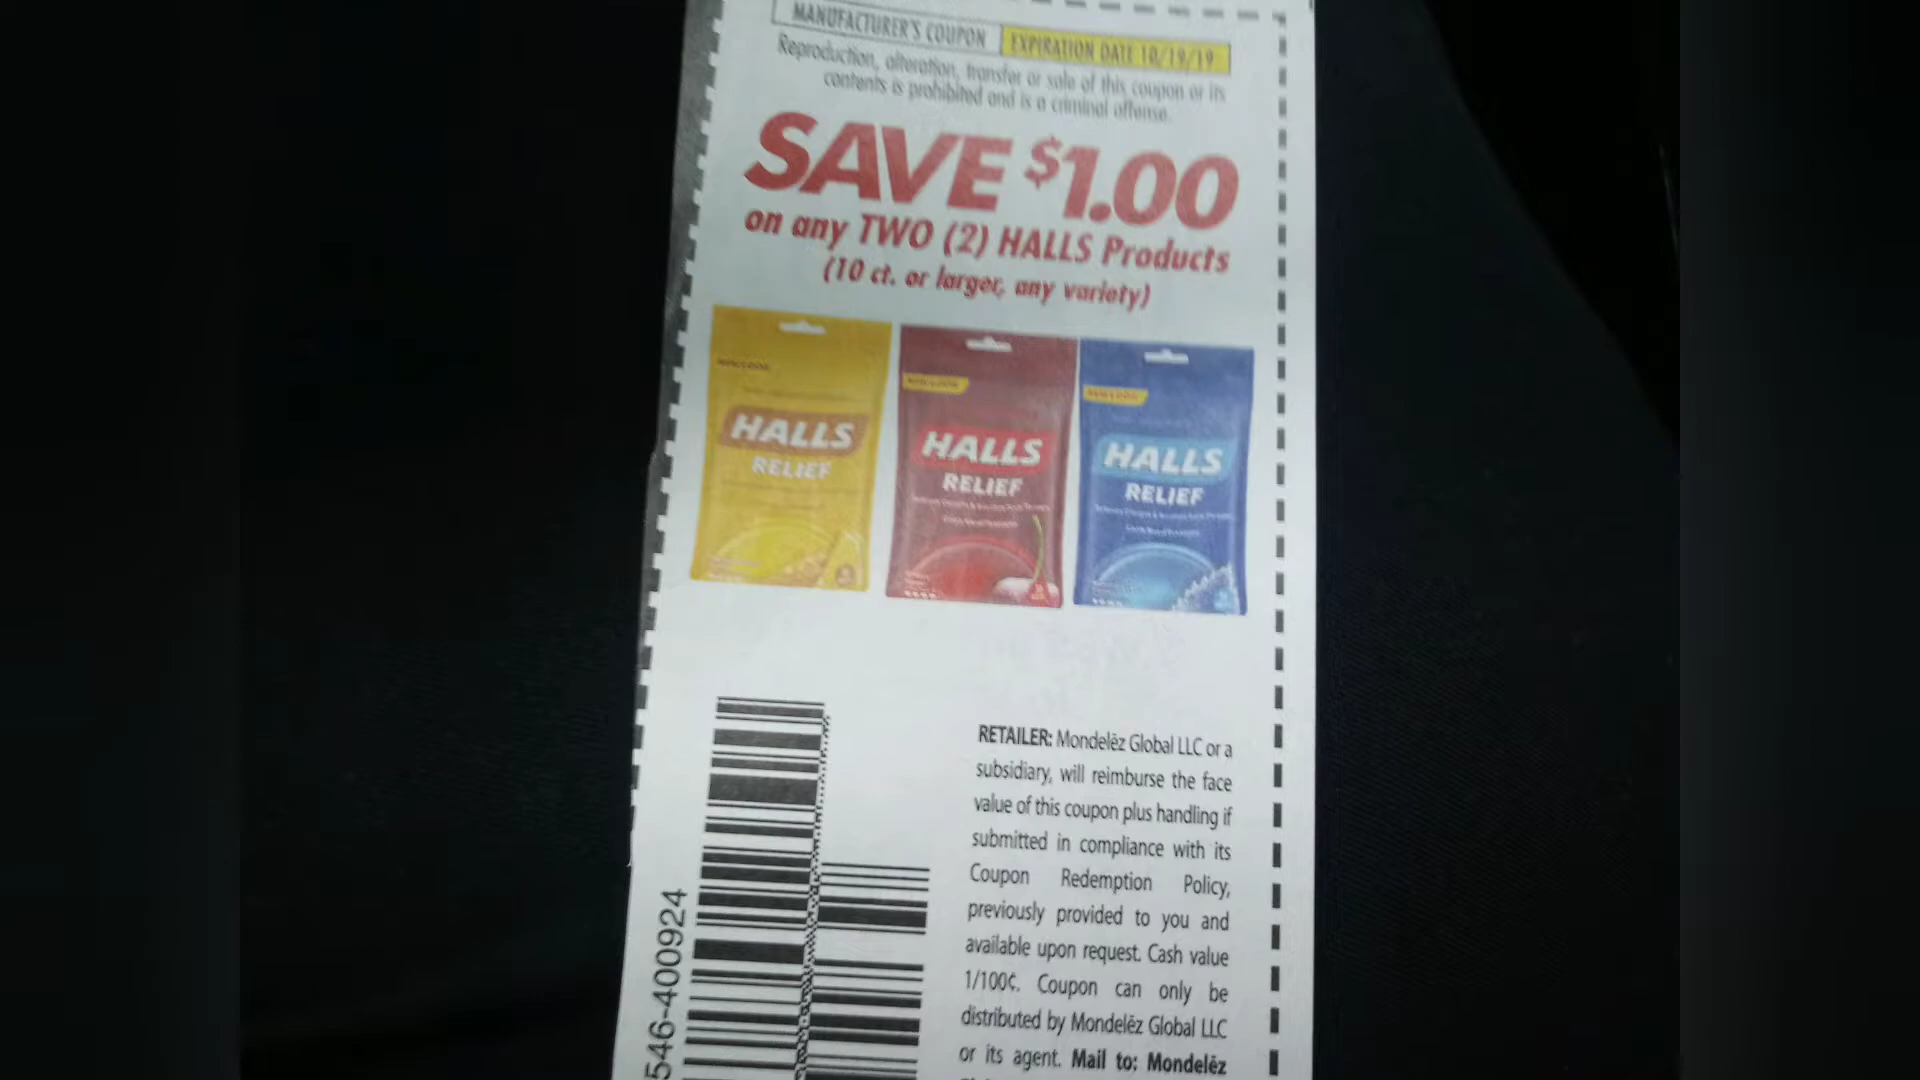 MANUFACTURER'S COUPON EXPIRATION DATE 10/19/19
Reproduction, alteration, transfer or sale of this coupon or its
contents is prohibited and is a criminal offense.
SAVE $1.00
on any TWO (2) HALLS Products
(10 ct. or larger, any variety)
HALLS
RELIEF
HALLS
RELIEF
HALLS
RELIEF
RETAILER: Mondelēz Global LLC or a
subsidiary, will reimburse the face
value of this coupon plus handling if
submitted in compliance with its
Coupon Redemption Policy,
previously provided to you and
available upon request. Cash value
1/100¢. Coupon can only be
distributed by Mondelēz Global LLC
or its agent. Mail to: Mondelēz
546-400924